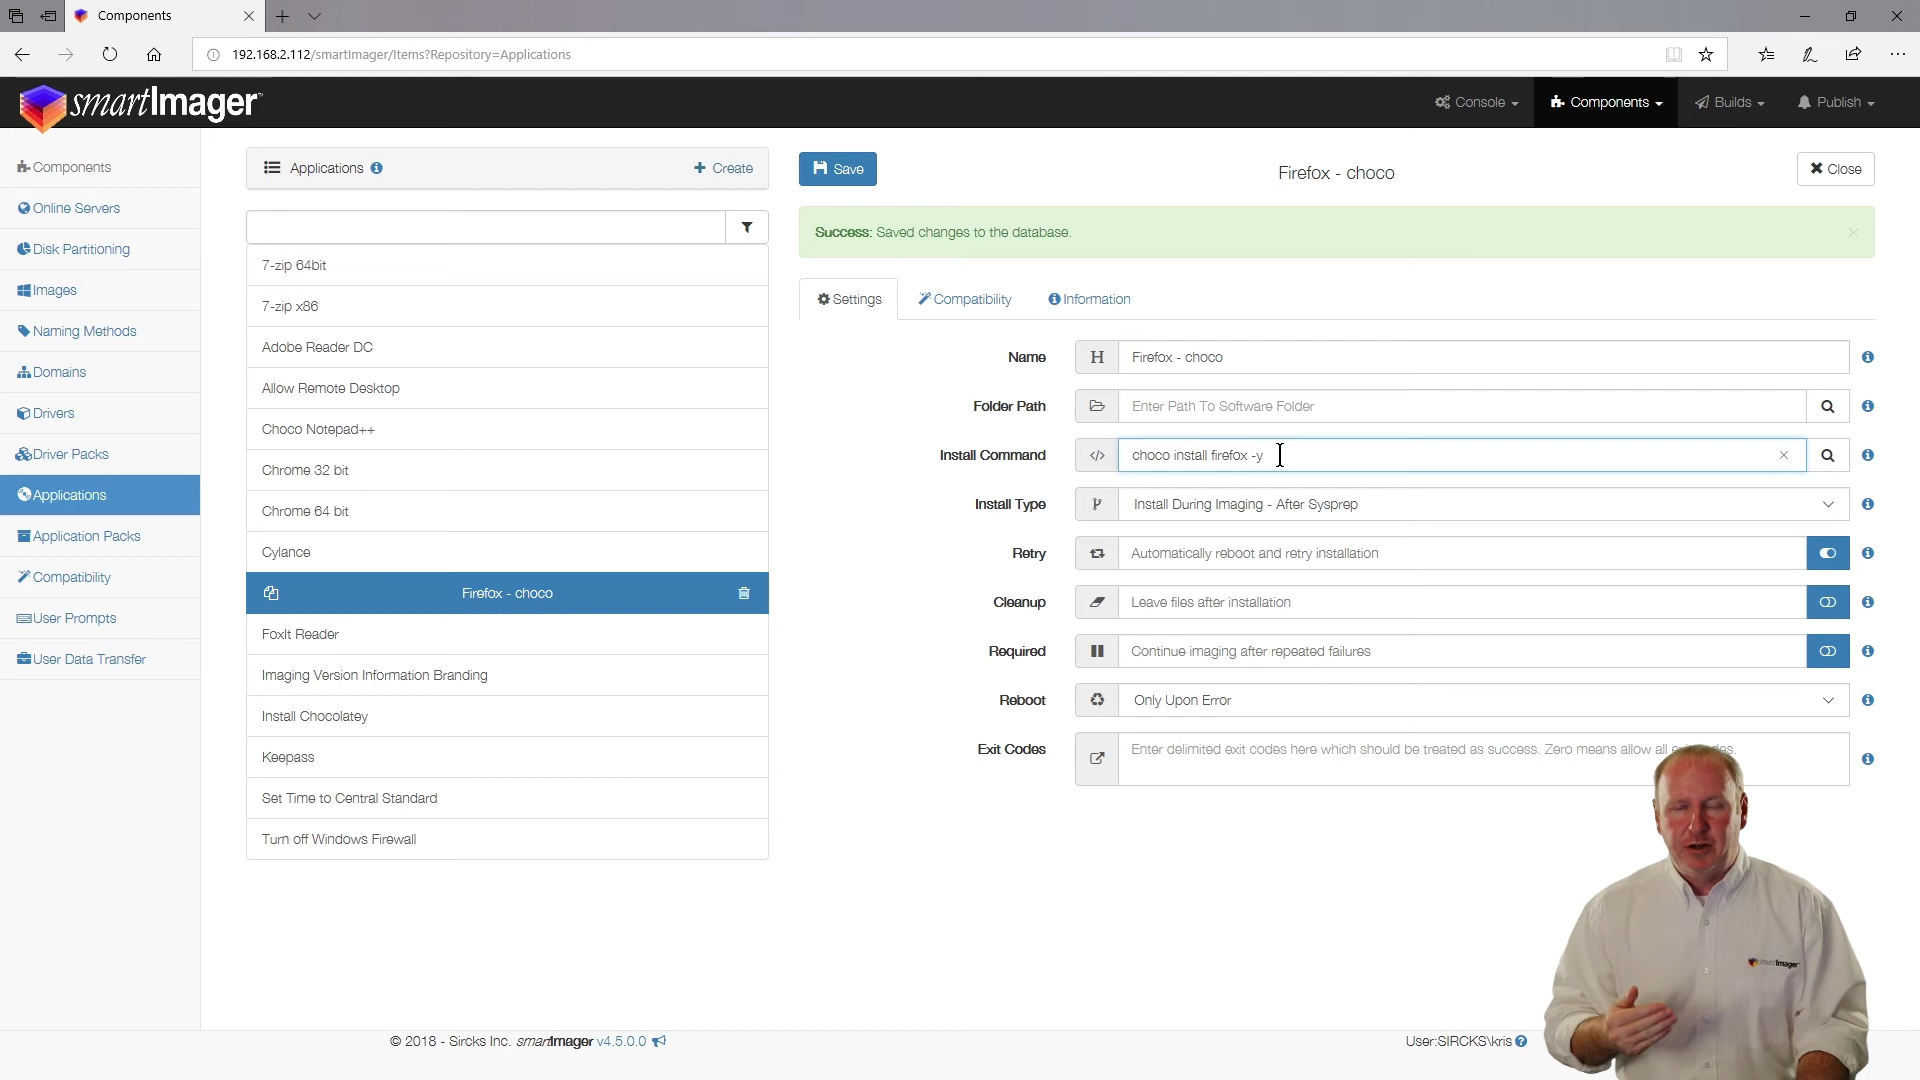 Components
192.168.2.112/smartImager/Items?Repository=Applications
smartImager
Console
Components
Builds
Publish
Components
Online Servers
Disk Partitioning
Images
Naming Methods
Domains
Drivers
Driver Packs
Applications
Application Packs
Compatibility
User Prompts
User Data Transfer
Applications
Create
7-zip 64bit
7-zip x86
Adobe Reader DC
Allow Remote Desktop
Choco Notepad++
Chrome 32 bit
Chrome 64 bit
Cylance
Firefox - choco
FoxIt Reader
Imaging Version Information Branding
Install Chocolatey
Keepass
Set Time to Central Standard
Turn off Windows Firewall
Save
Firefox - choco
Close
Success: Saved changes to the database.
Settings
Compatibility
Information
Name
Firefox - choco
Folder Path
Enter Path To Software Folder
Install Command
choco install firefox -y
Install Type
Install During Imaging - After Sysprep
Retry
Automatically reboot and retry installation
Cleanup
Leave files after installation
Required
Continue imaging after repeated failures
Reboot
Only Upon Error
Exit Codes
Enter delimited exit codes here which should be treated as success. Zero means allow all
smartImager
© 2018 - Sircks Inc. smartImager v4.5.0.0
User:SIRCKS\kris